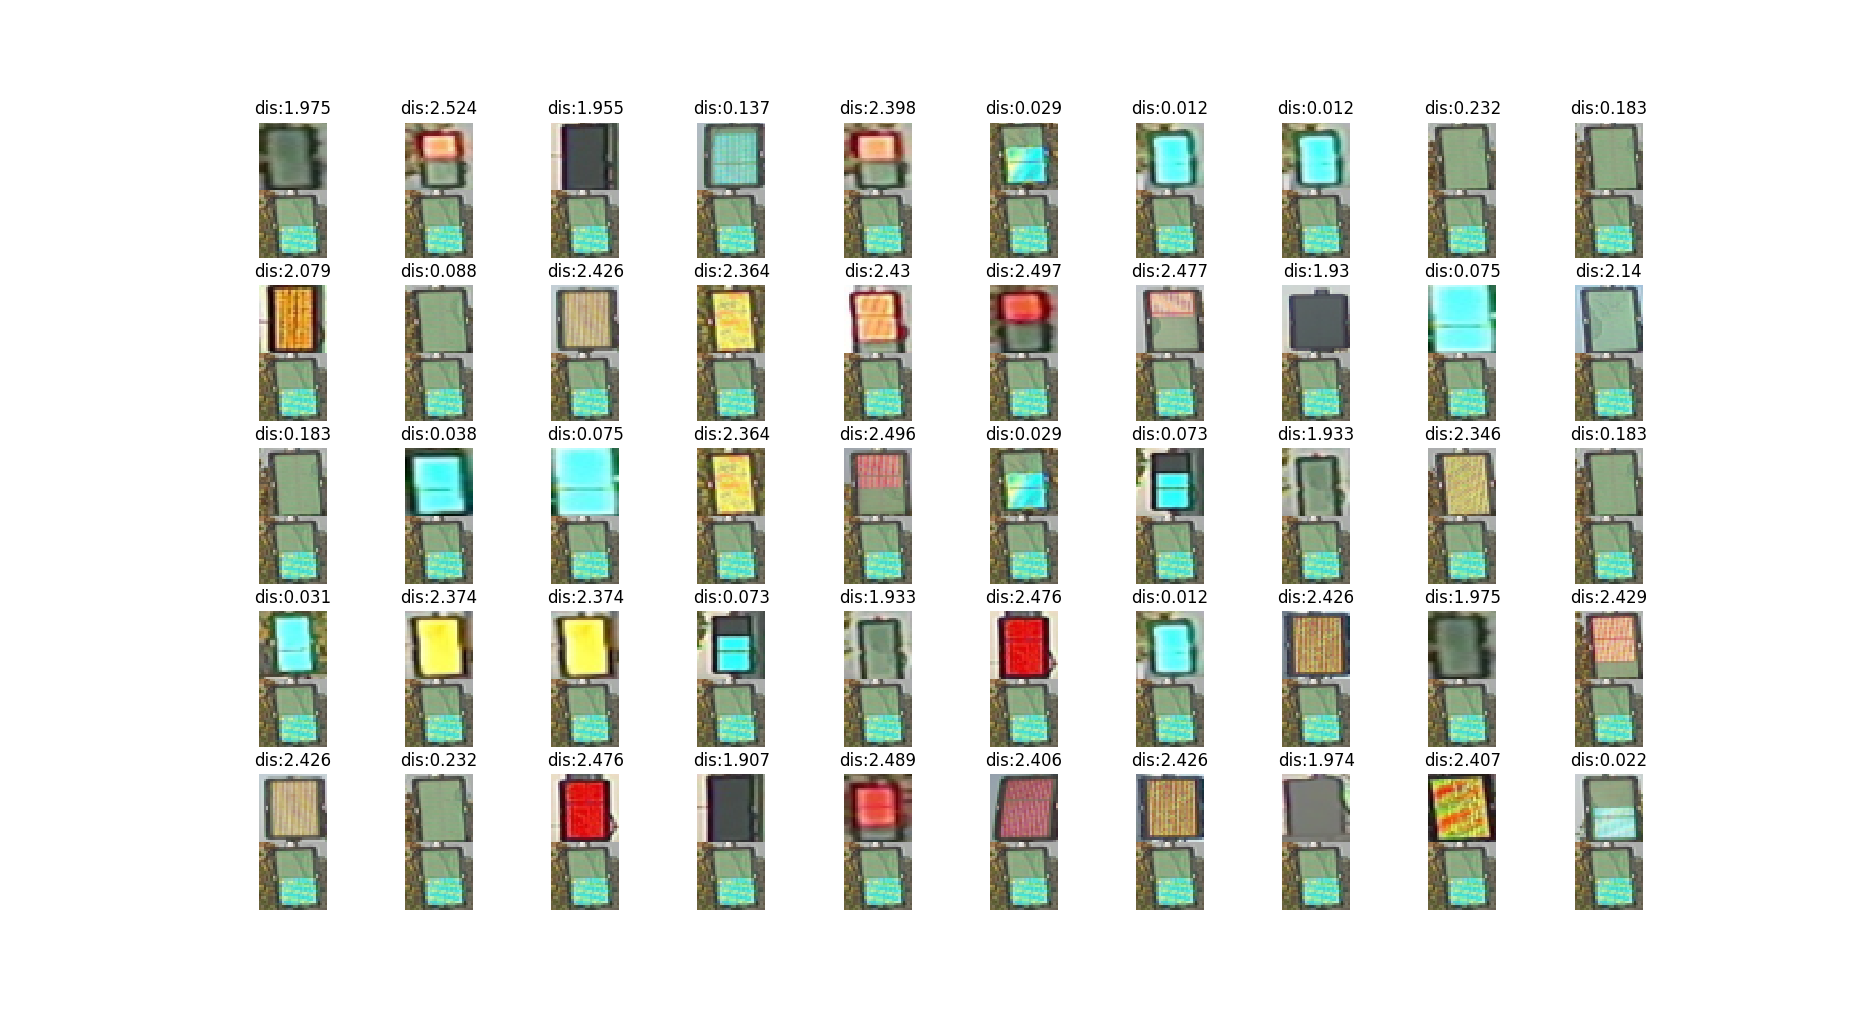 dis:1.975 dis:2.524 dis:1.955 dis:0.137 dis:2.398 dis:0.029 dis:0.012 dis:0.012 dis:0.232 dis:0.183
dis:2.079 dis:0.088 dis:2.426 dis:2.364 dis:2.43 dis:2.497 dis:2.477 dis:1.93 dis:0.075 dis:2.14
dis:0.183 dis:0.038 dis:0.075 dis:2.364 dis:2.496 dis:0.029 dis:0.073 dis:1.933 dis:2.346 dis:0.183
dis:0.031 dis:2.374 dis:2.374 dis:0.073 dis:1.933 dis:2.476 dis:0.012 dis:2.426 dis:1.975 dis:2.429
dis:2.426 dis:0.232 dis:2.476 dis:1.907 dis:2.489 dis:2.406 dis:2.426 dis:1.974 dis:2.407 dis:0.022